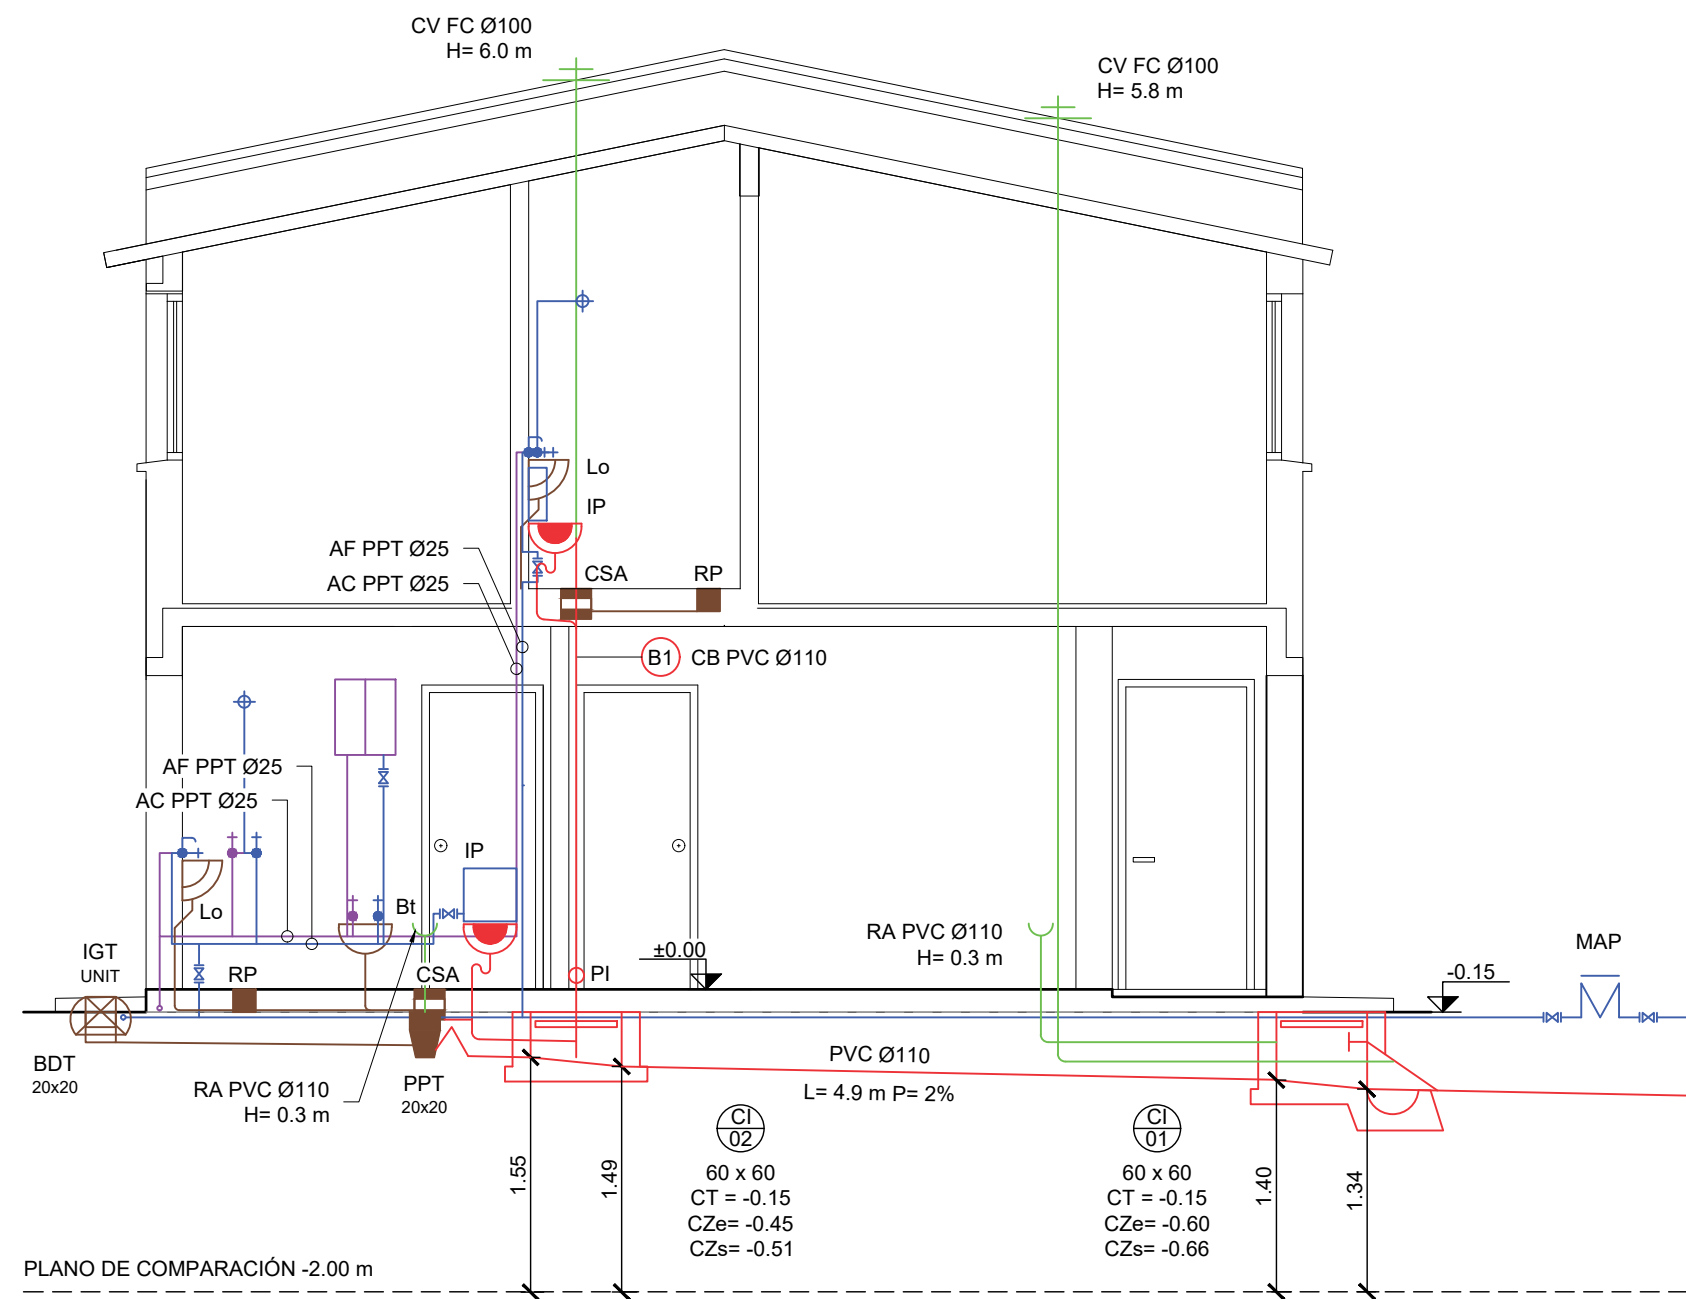 CV FC Ø100
H= 6.0 m
CV FC Ø100
H= 5.8 m
Lo
IP
AF PPT Ø25
AC PPT Ø25
CSA
RP
B1
CB PVC Ø110
AF PPT Ø25
AC PPT Ø25
IP
Bt
Lo
RA PVC Ø110
H= 0.3 m
±0.00
MAP
IGT
UNIT
RP
CSA
PI
-0.15
BDT
20x20
RA PVC Ø110
H= 0.3 m
PPT
20x20
PVC Ø110
L= 4.9 m P= 2%
CI
02
60 x 60
CT = -0.15
CZe= -0.45
CZs= -0.51
CI
01
60 x 60
CT = -0.15
CZe= -0.60
CZs= -0.66
1.55
1.49
1.40
1.34
PLANO DE COMPARACIÓN -2.00 m